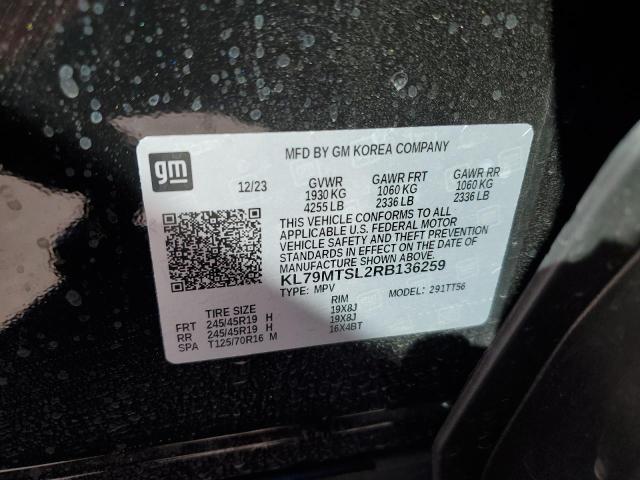 gm
MFD BY GM KOREA COMPANY
12/23 GVWR GAWR FRT GAWR RR
1930 KG 1060 KG 1060 KG
4255 LB 2336 LB 2336 LB
THIS VEHICLE CONFORMS TO ALL
APPLICABLE U.S. FEDERAL MOTOR
VEHICLE SAFETY AND THEFT PREVENTION
STANDARDS IN EFFECT ON THE DATE OF
MANUFACTURE SHOWN ABOVE.
KL79MTSL2RB136259
TYPE: MPV MODEL: 291TT56
TIRE SIZE RIM
FRT 245/45R19 H 19X8J
RR 245/45R19 H 19X8J
SPA T125/70R16 M 16X4BT